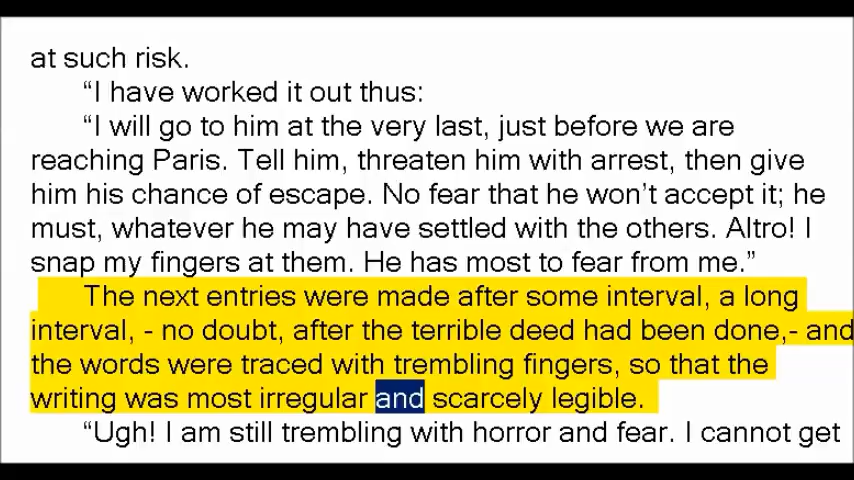 at such risk.
“I have worked it out thus:
“I will go to him at the very last, just before we are
reaching Paris. Tell him, threaten him with arrest, then give
him his chance of escape. No fear that he won’t accept it; he
must, whatever he may have settled with the others. Altro! I
snap my fingers at them. He has most to fear from me.”
The next entries were made after some interval, a long
interval, - no doubt, after the terrible deed had been done,- and
the words were traced with trembling fingers, so that the
writing was most irregular and scarcely legible.
“Ugh! I am still trembling with horror and fear. I cannot get